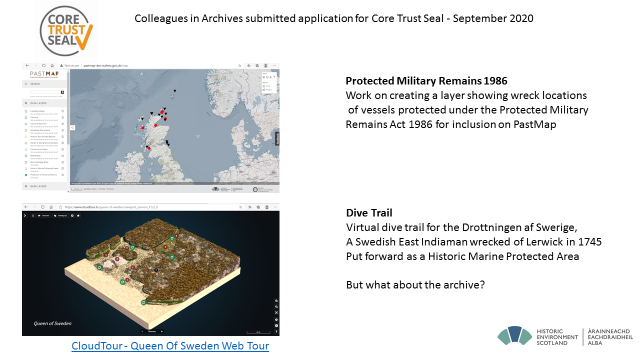 CORE
TRUST
SEAL
Colleagues in Archives submitted application for Core Trust Seal - September 2020
PASTMAP
Protected Military Remains 1986
Work on creating a layer showing wreck locations
of vessels protected under the Protected Military
Remains Act 1986 for inclusion on PastMap
Dive Trail
Virtual dive trail for the Drottningen af Swerige,
A Swedish East Indiaman wrecked of Lerwick in 1745
Put forward as a Historic Marine Protected Area
But what about the archive?
Queen of Sweden
CloudTour - Queen Of Sweden Web Tour
HISTORIC
ENVIRONMENT
SCOTLAND
ÀRAINNEACHD
EACHDRAIDHEIL
ALBA